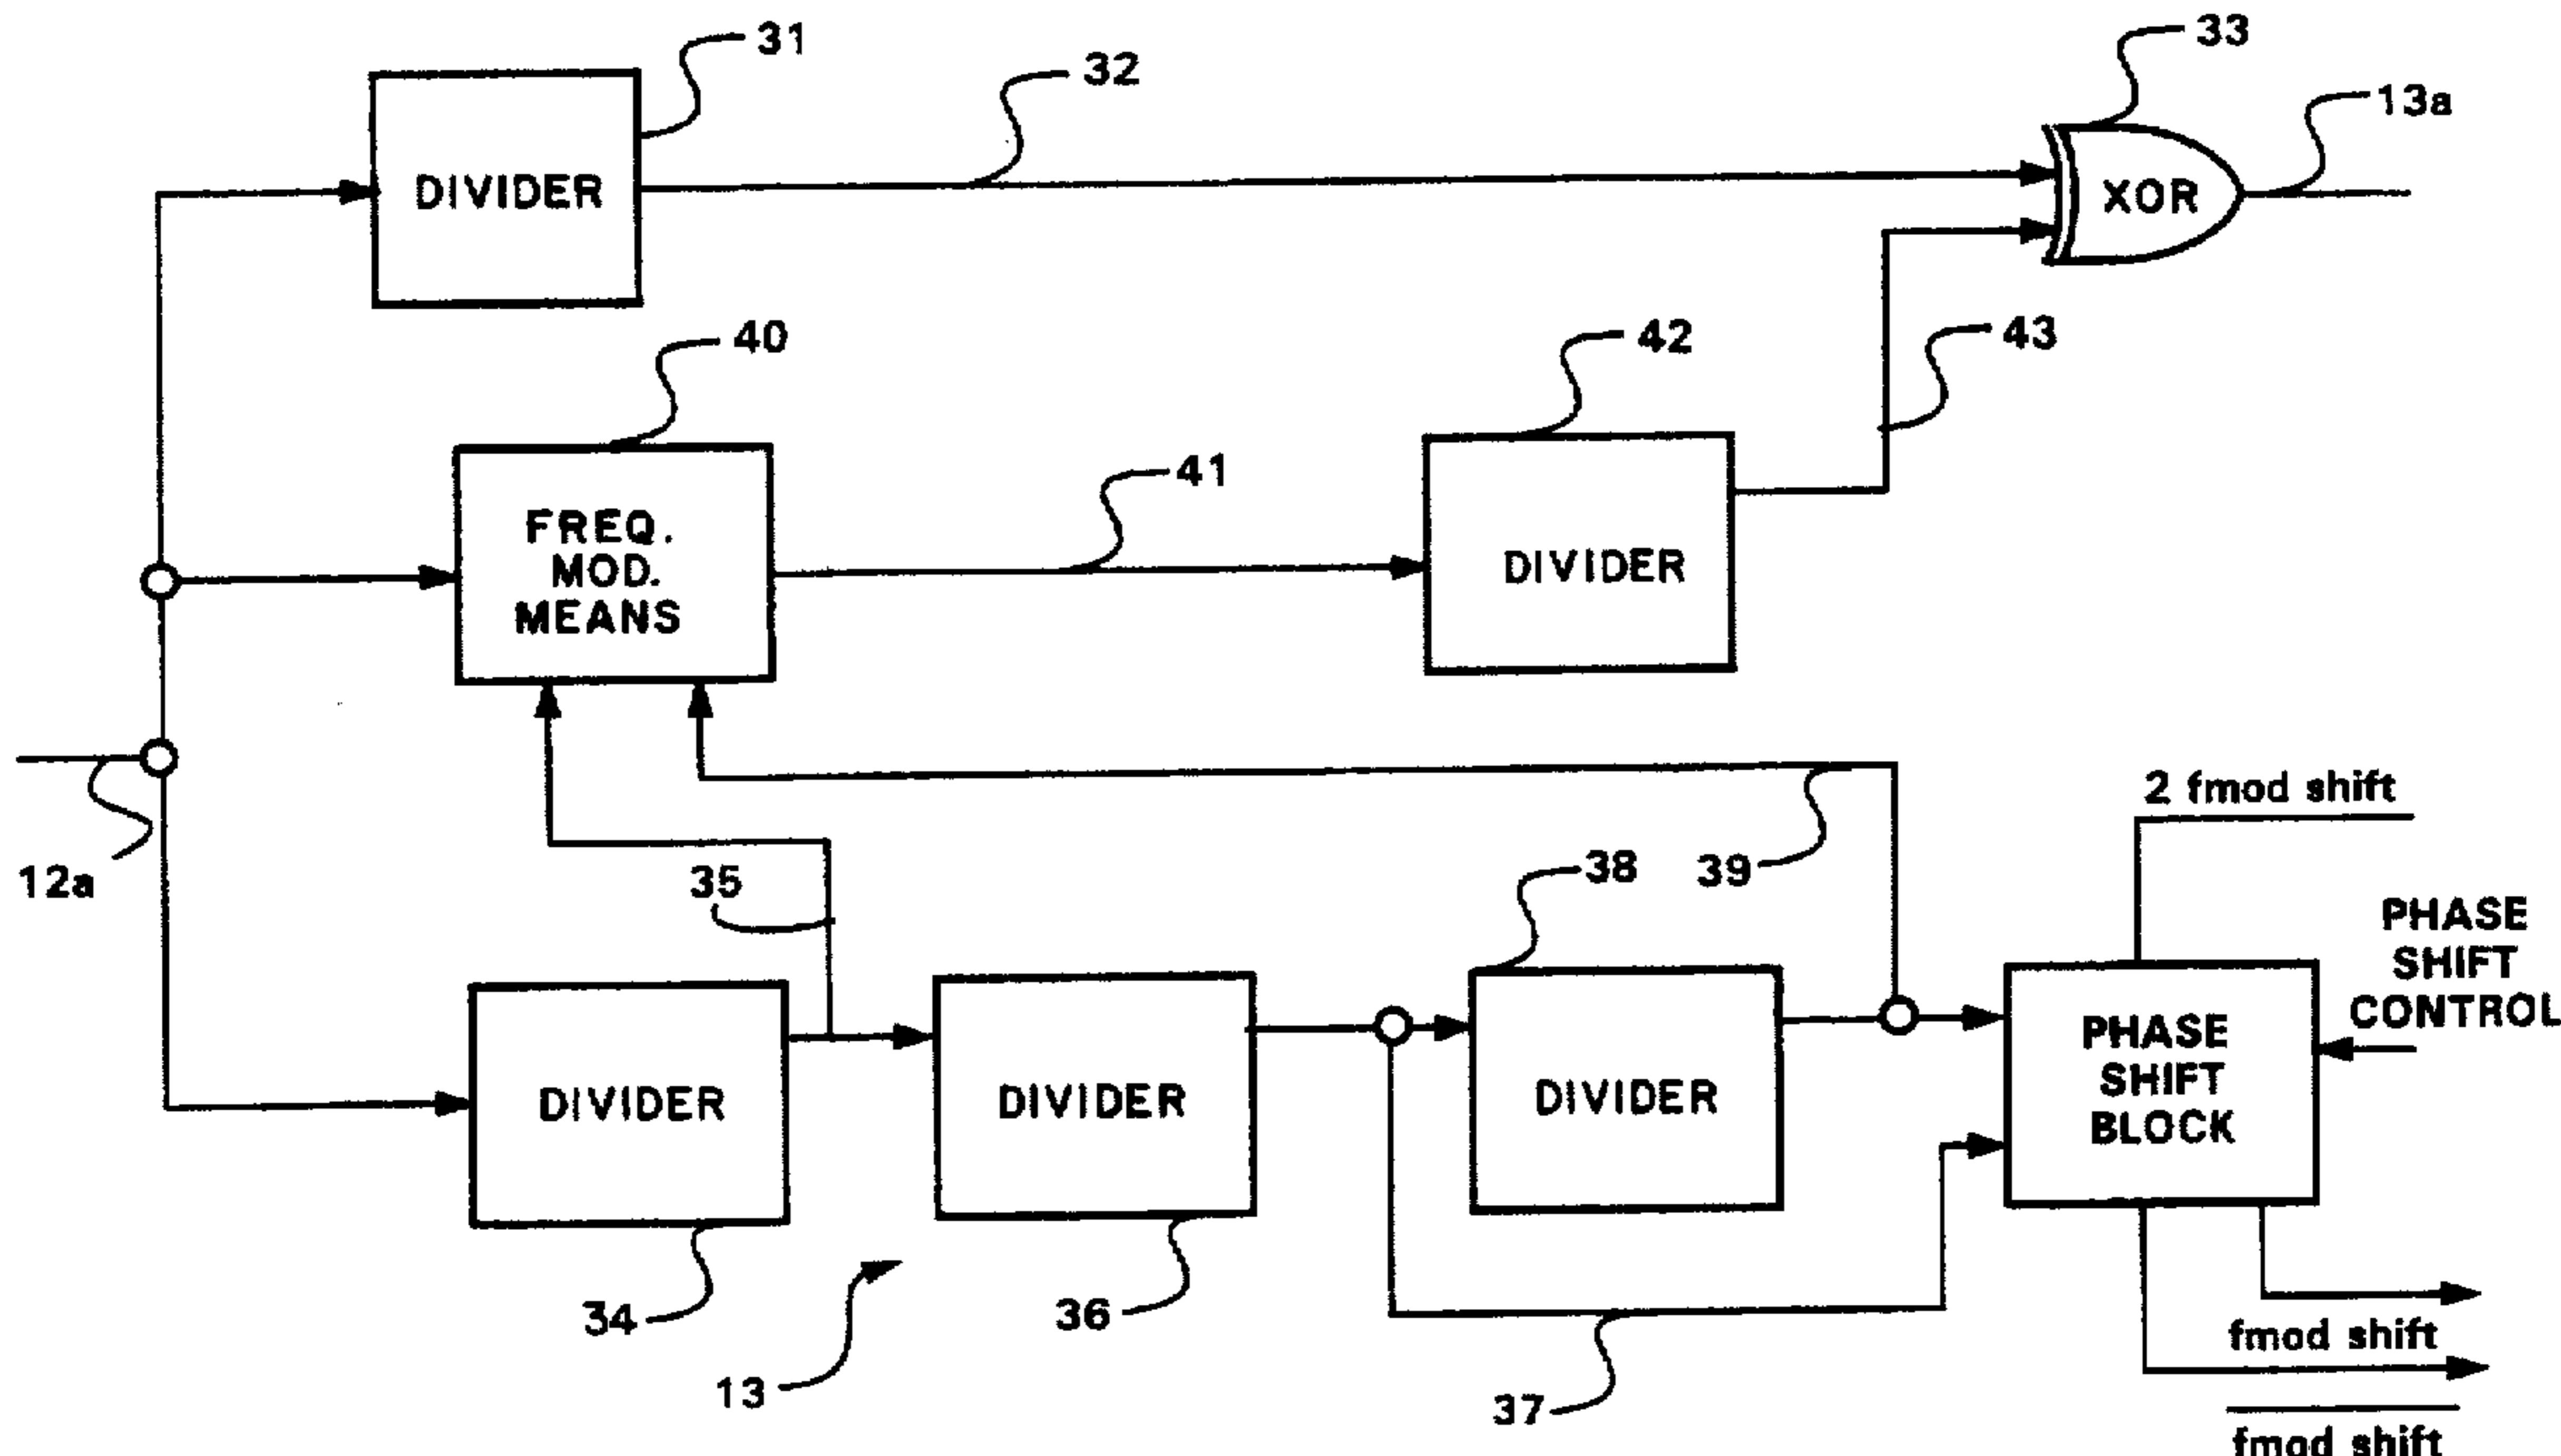 31
32
33
13a
DIVIDER
XOR
40
42
43
41
FREQ.
MOD.
MEANS
DIVIDER
12a
35
38
39
2 fmod shift
PHASE
SHIFT
CONTROL
DIVIDER
DIVIDER
DIVIDER
PHASE
SHIFT
BLOCK
34
36
13
37
fmod shift
fmod shift